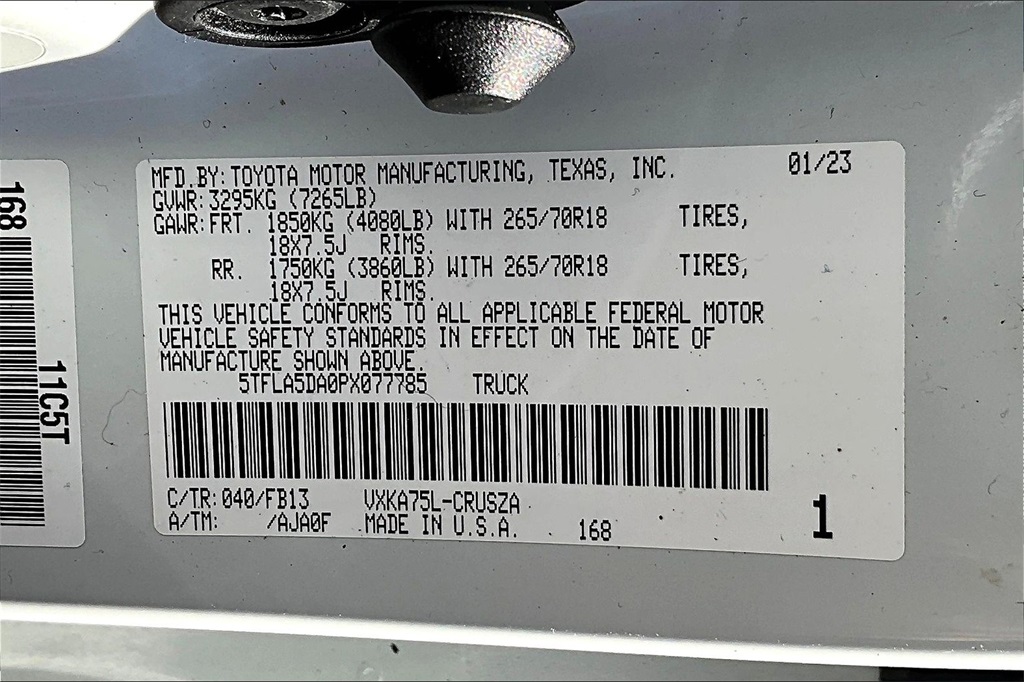 MFD.BY:TOYOTA MOTOR MANUFACTURING, TEXAS, INC. 01/23
GVWR:3295KG (7265LB)
GAWR:FRT. 1850KG (4080LB) WITH 265/70R18 TIRES,
18X7.5J RIMS.
RR. 1750KG (3860LB) WITH 265/70R18 TIRES,
18X7.5J RIMS.
THIS VEHICLE CONFORMS TO ALL APPLICABLE FEDERAL MOTOR
VEHICLE SAFETY STANDARDS IN EFFECT ON THE DATE OF
MANUFACTURE SHOWN ABOVE.
5TFLA5DA0PX077785 TRUCK
C/TR:040/FB13 VXKA75L-CRUSZA
A/TM: /AJA0F MADE IN U.S.A. 168
1
168
11C5T